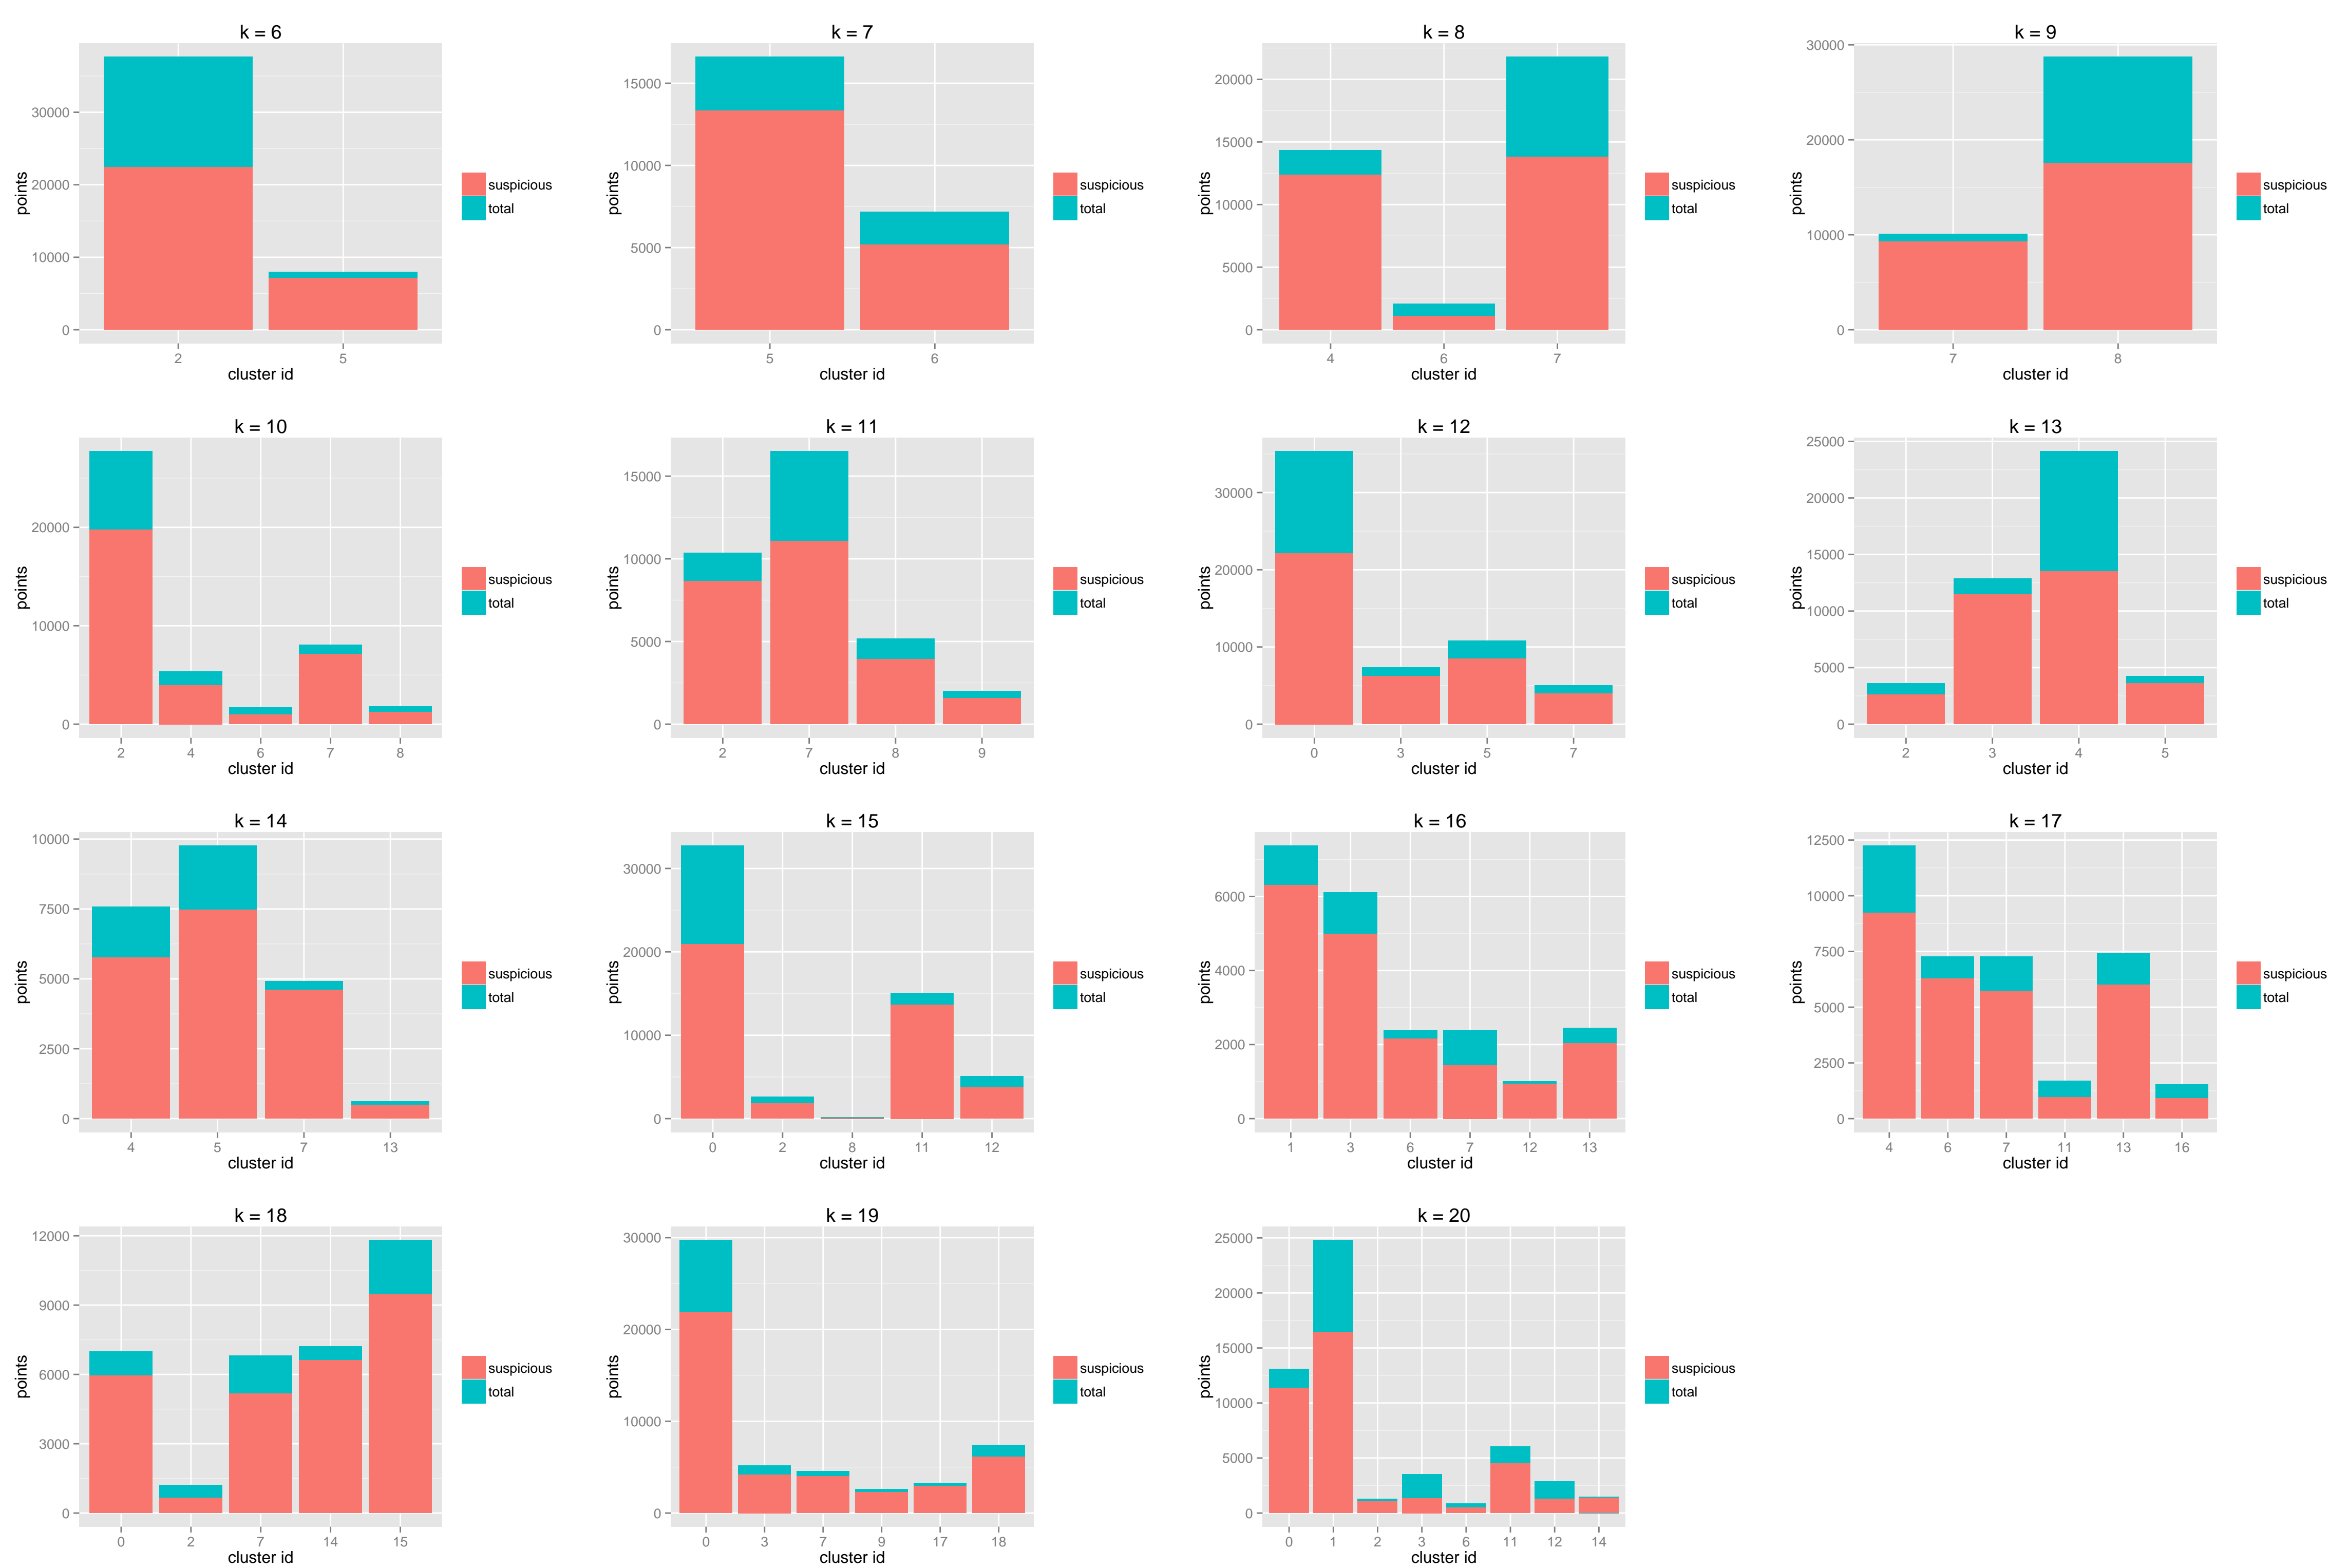 k = 6
points
30000
20000
10000
0
2
5
cluster id
suspicious
total
k = 7
points
15000
10000
5000
0
5
6
cluster id
suspicious
total
k = 8
points
20000
15000
10000
5000
0
4
6
7
cluster id
suspicious
total
k = 9
points
30000
20000
10000
0
7
8
cluster id
suspicious
total
k = 10
points
20000
10000
0
2
4
6
7
8
cluster id
suspicious
total
k = 11
points
15000
10000
5000
0
2
7
8
9
cluster id
suspicious
total
k = 12
points
30000
20000
10000
0
0
3
5
7
cluster id
suspicious
total
k = 13
points
25000
20000
15000
10000
5000
0
2
3
4
5
cluster id
suspicious
total
k = 14
points
10000
7500
5000
2500
0
4
5
7
13
cluster id
suspicious
total
k = 15
points
30000
20000
10000
0
0
2
8
11
12
cluster id
suspicious
total
k = 16
points
6000
4000
2000
0
1
3
6
7
12
13
cluster id
suspicious
total
k = 17
points
12500
10000
7500
5000
2500
0
4
6
7
11
13
16
cluster id
suspicious
total
k = 18
points
12000
9000
6000
3000
0
0
2
7
14
15
cluster id
suspicious
total
k = 19
points
30000
20000
10000
0
0
3
7
9
17
18
cluster id
suspicious
total
k = 20
points
25000
20000
15000
10000
5000
0
0
1
2
3
6
11
12
14
cluster id
suspicious
total